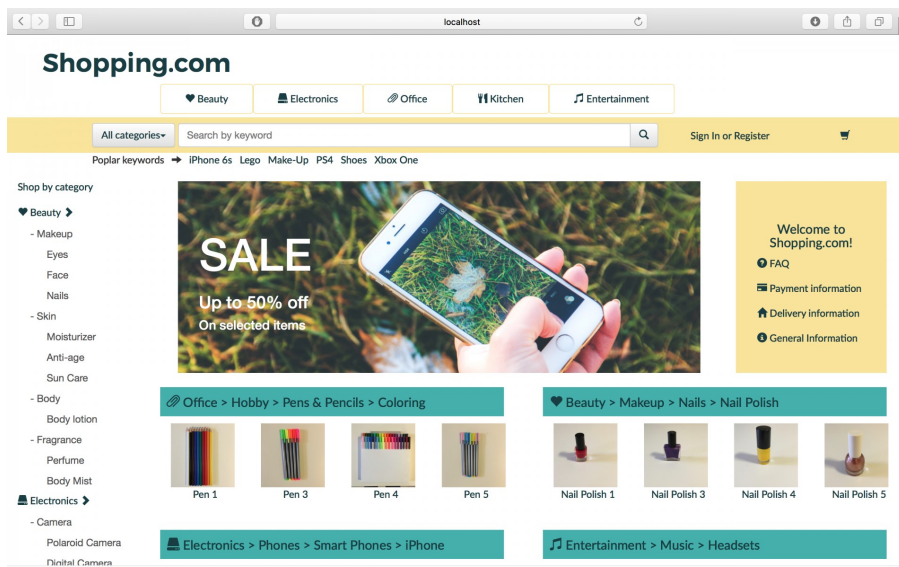 localhost
Shopping.com
Beauty Electronics Office Kitchen Entertainment
All categories Search by keyword Sign In or Register
Poplar keywords → iPhone 6s Lego Make-Up PS4 Shoes Xbox One
Shop by category
Beauty
- Makeup
Eyes
Face
Nails
- Skin
Moisturizer
Anti-age
Sun Care
- Body
Body lotion
- Fragrance
Perfume
Body Mist
Electronics
- Camera
Polaroid Camera
Digital Camera
SALE
Up to 50% off
On selected items
Welcome to
Shopping.com!
FAQ
Payment information
Delivery information
General Information
Office > Hobby > Pens & Pencils > Coloring
Pen 1 Pen 3 Pen 4 Pen 5
Beauty > Makeup > Nails > Nail Polish
Nail Polish 1 Nail Polish 3 Nail Polish 4 Nail Polish 5
Electronics > Phones > Smart Phones > iPhone
Entertainment > Music > Headsets